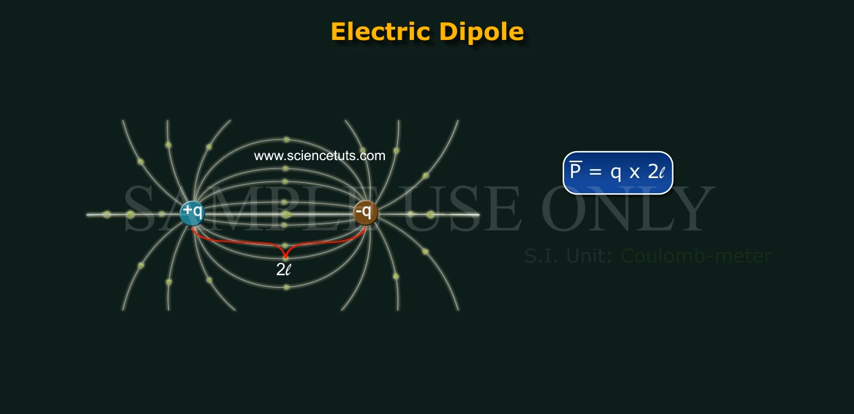 Electric Dipole
www.sciencetuts.com
P̅ = q x 2ℓ
SAMPLE USE ONLY
+q
-q
S.I. Unit: Coulomb-meter
2ℓ